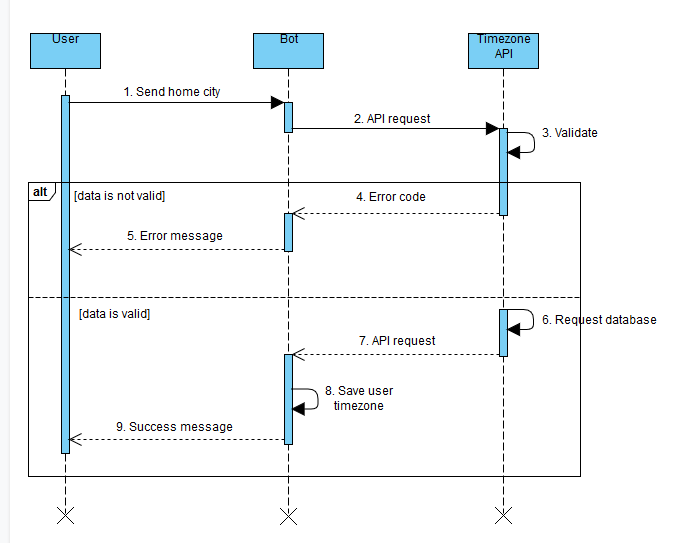 User
Bot
Timezone
API
1. Send home city
2. API request
3. Validate
alt
[data is not valid]
4. Error code
5. Error message
[data is valid]
6. Request database
7. API request
8. Save user
timezone
9. Success message